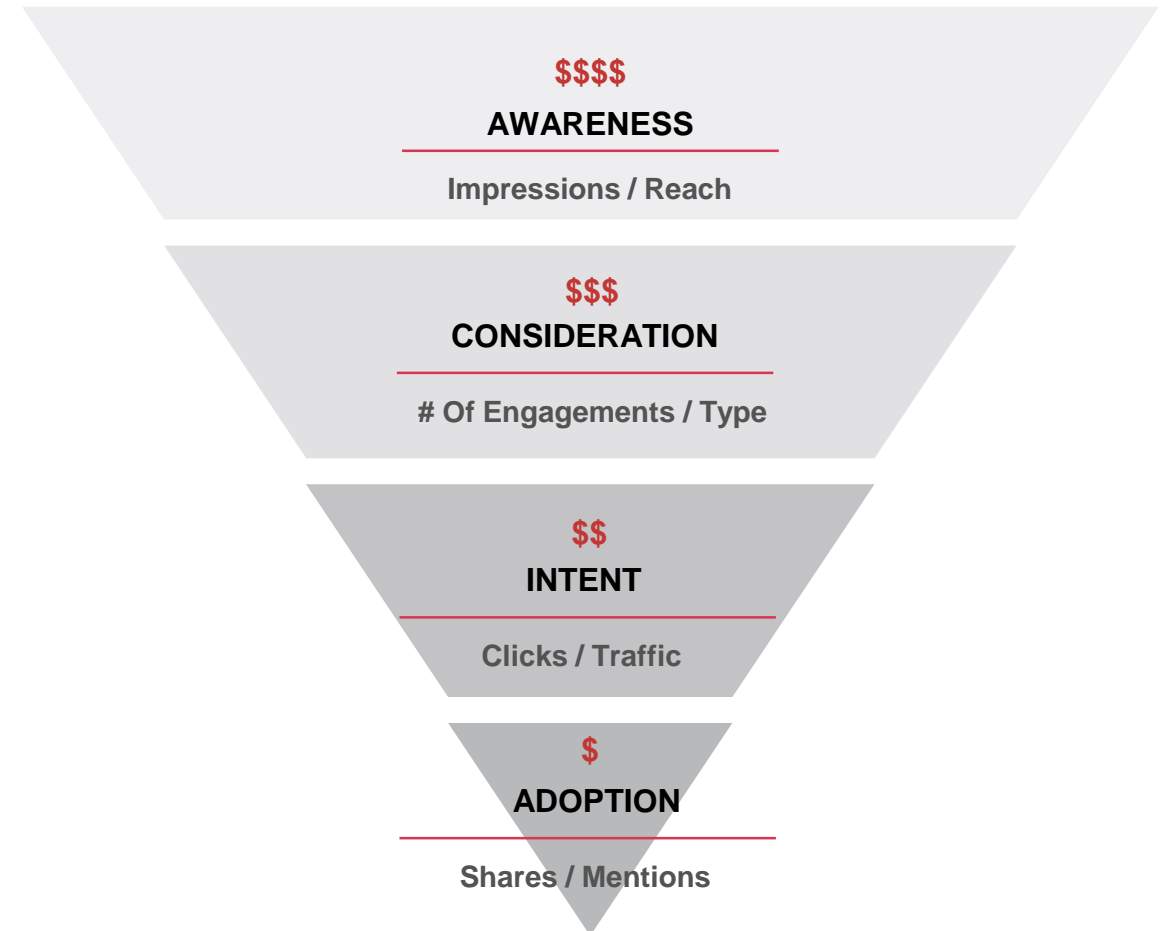 $$$$
AWARENESS
Impressions / Reach
$$$
CONSIDERATION
# Of Engagements / Type
$$
INTENT
Clicks / Traffic
$
ADOPTION
Shares / Mentions